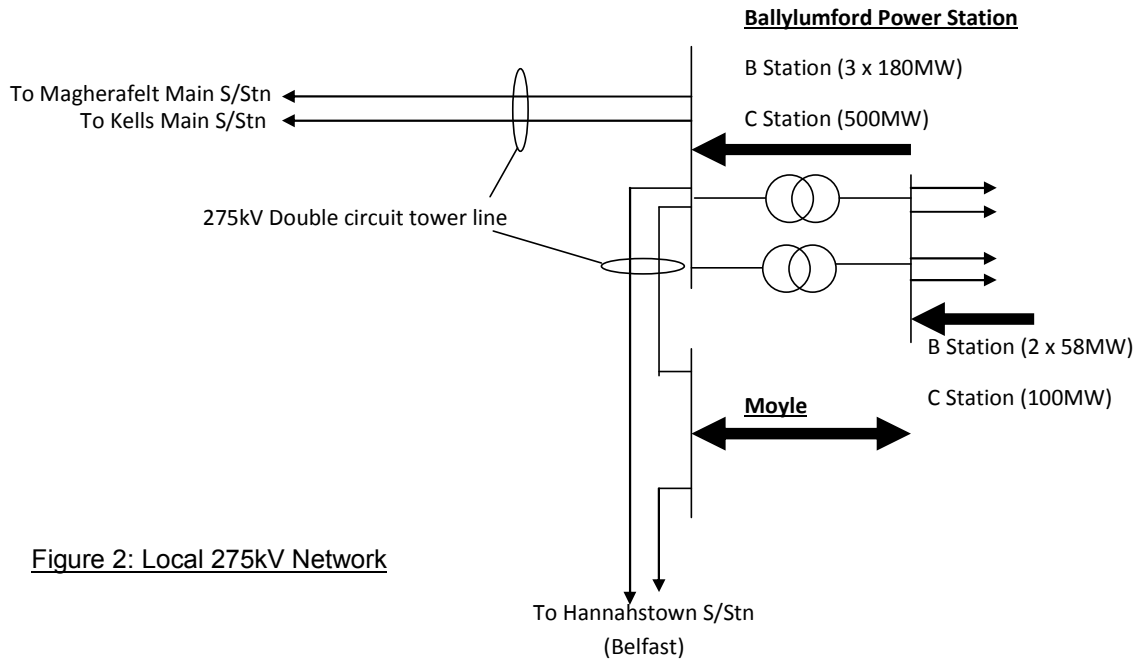 Ballylumford Power Station
B Station (3 x 180MW)
To Magherafelt Main S/Stn
To Kells Main S/Stn
C Station (500MW)
275kV Double circuit tower line
B Station (2 x 58MW)
Moyle
C Station (100MW)
Figure 2: Local 275kV Network
To Hannahstown S/Stn
(Belfast)